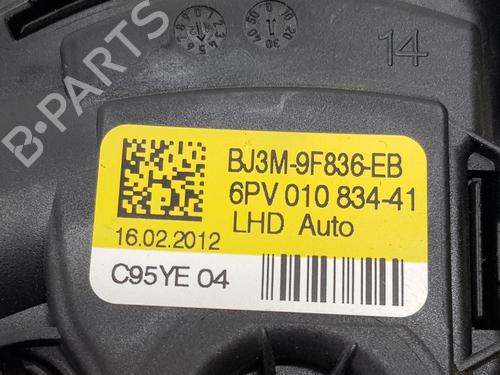 B-PARTS
14
BJ3M-9F836-EB
6PV 010 834-41
LHD Auto
16.02.2012
C95YE 04